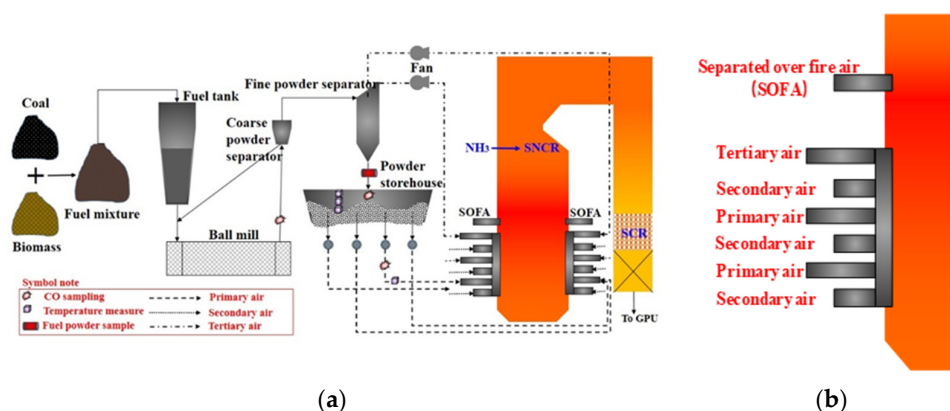 Coal
Biomass
Fuel mixture
Fuel tank
Coarse
powder
separator
Ball mill
Fine powder separator
Fan
Powder
storehouse
NH3
SNCR
SOFA
SOFA
SCR
To GPU
Symbol note
CO sampling
Primary air
Temperature measure
Secondary air
Fuel powder sample
Tertiary air
(a)
Separated over fire air
(SOFA)
Tertiary air
Secondary air
Primary air
Secondary air
Primary air
Secondary air
(b)